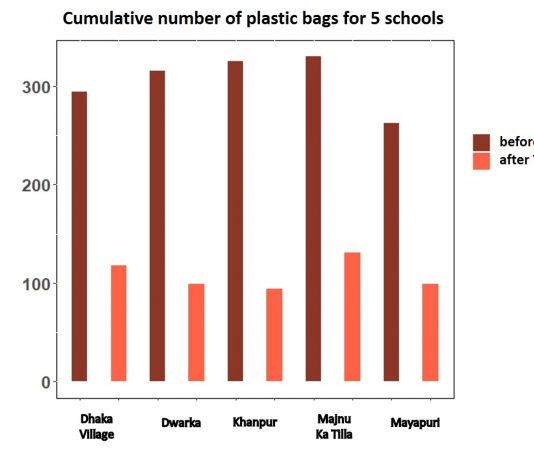 Cumulative number of plastic bags for 5 schools
300
200
100
0
before
after
Dhaka
Village
Dwarka
Khanpur
Majnu
Ka Tilla
Mayapuri